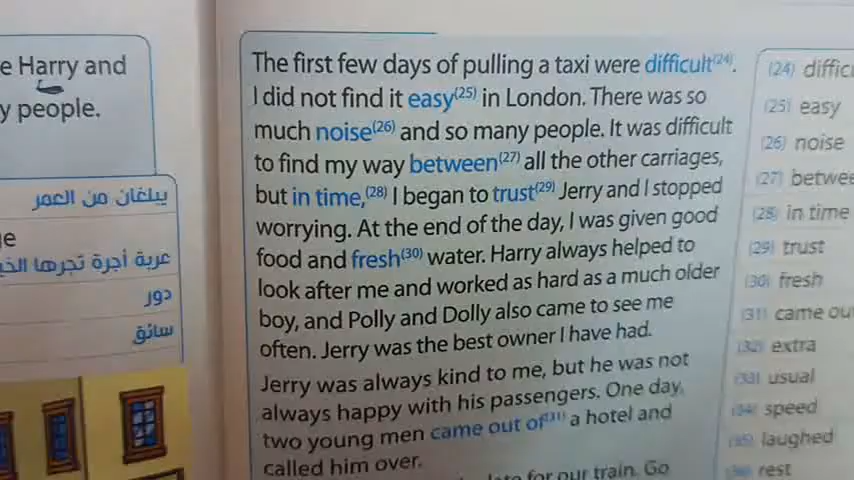 e Harry and
y people.
يبلغان من العمر
ge
عربة أجرة تجرها
دور
سائق
The first few days of pulling a taxi were difficult(24).
I did not find it easy(25) in London. There was so
much noise(26) and so many people. It was difficult
to find my way between(27) all the other carriages,
but in time,(28) I began to trust(29) Jerry and I stopped
worrying. At the end of the day, I was given good
food and fresh(30) water. Harry always helped to
look after me and worked as hard as a much older
boy, and Polly and Dolly also came to see me
often. Jerry was the best owner I have had.
Jerry was always kind to me, but he was not
always happy with his passengers. One day,
two young men came out of(31) a hotel and
called him over.
for our train. Go
(24) difficu
(25) easy
(26) noise
(27) betwee
(28) in time
(29) trust
(30) fresh
(31) came ou
(32) extra
(33) usual
(34) speed
(35) laughed
(36) rest